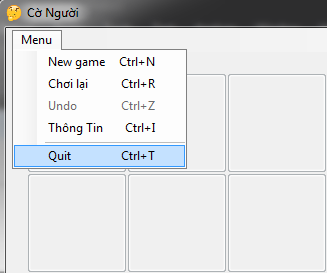 Cờ Người
Menu
New game Ctrl+N
Chơi lại Ctrl+R
Undo Ctrl+Z
Thông Tin Ctrl+I
Quit Ctrl+T